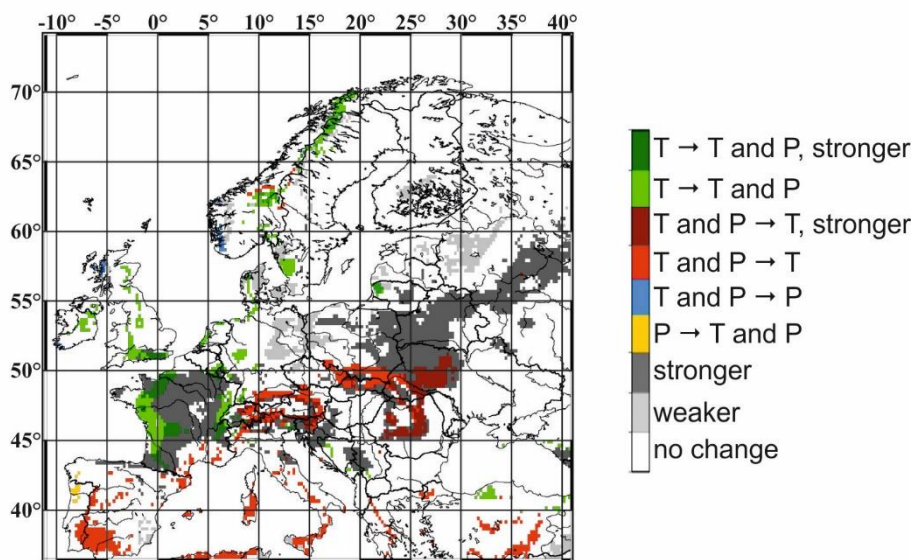 -10° -5° 0° 5° 10° 15° 20° 25° 30° 35° 40°
70°
65°
60°
55°
50°
45°
40°
T → T and P, stronger
T → T and P
T and P → T, stronger
T and P → T
T and P → P
P → T and P
stronger
weaker
no change